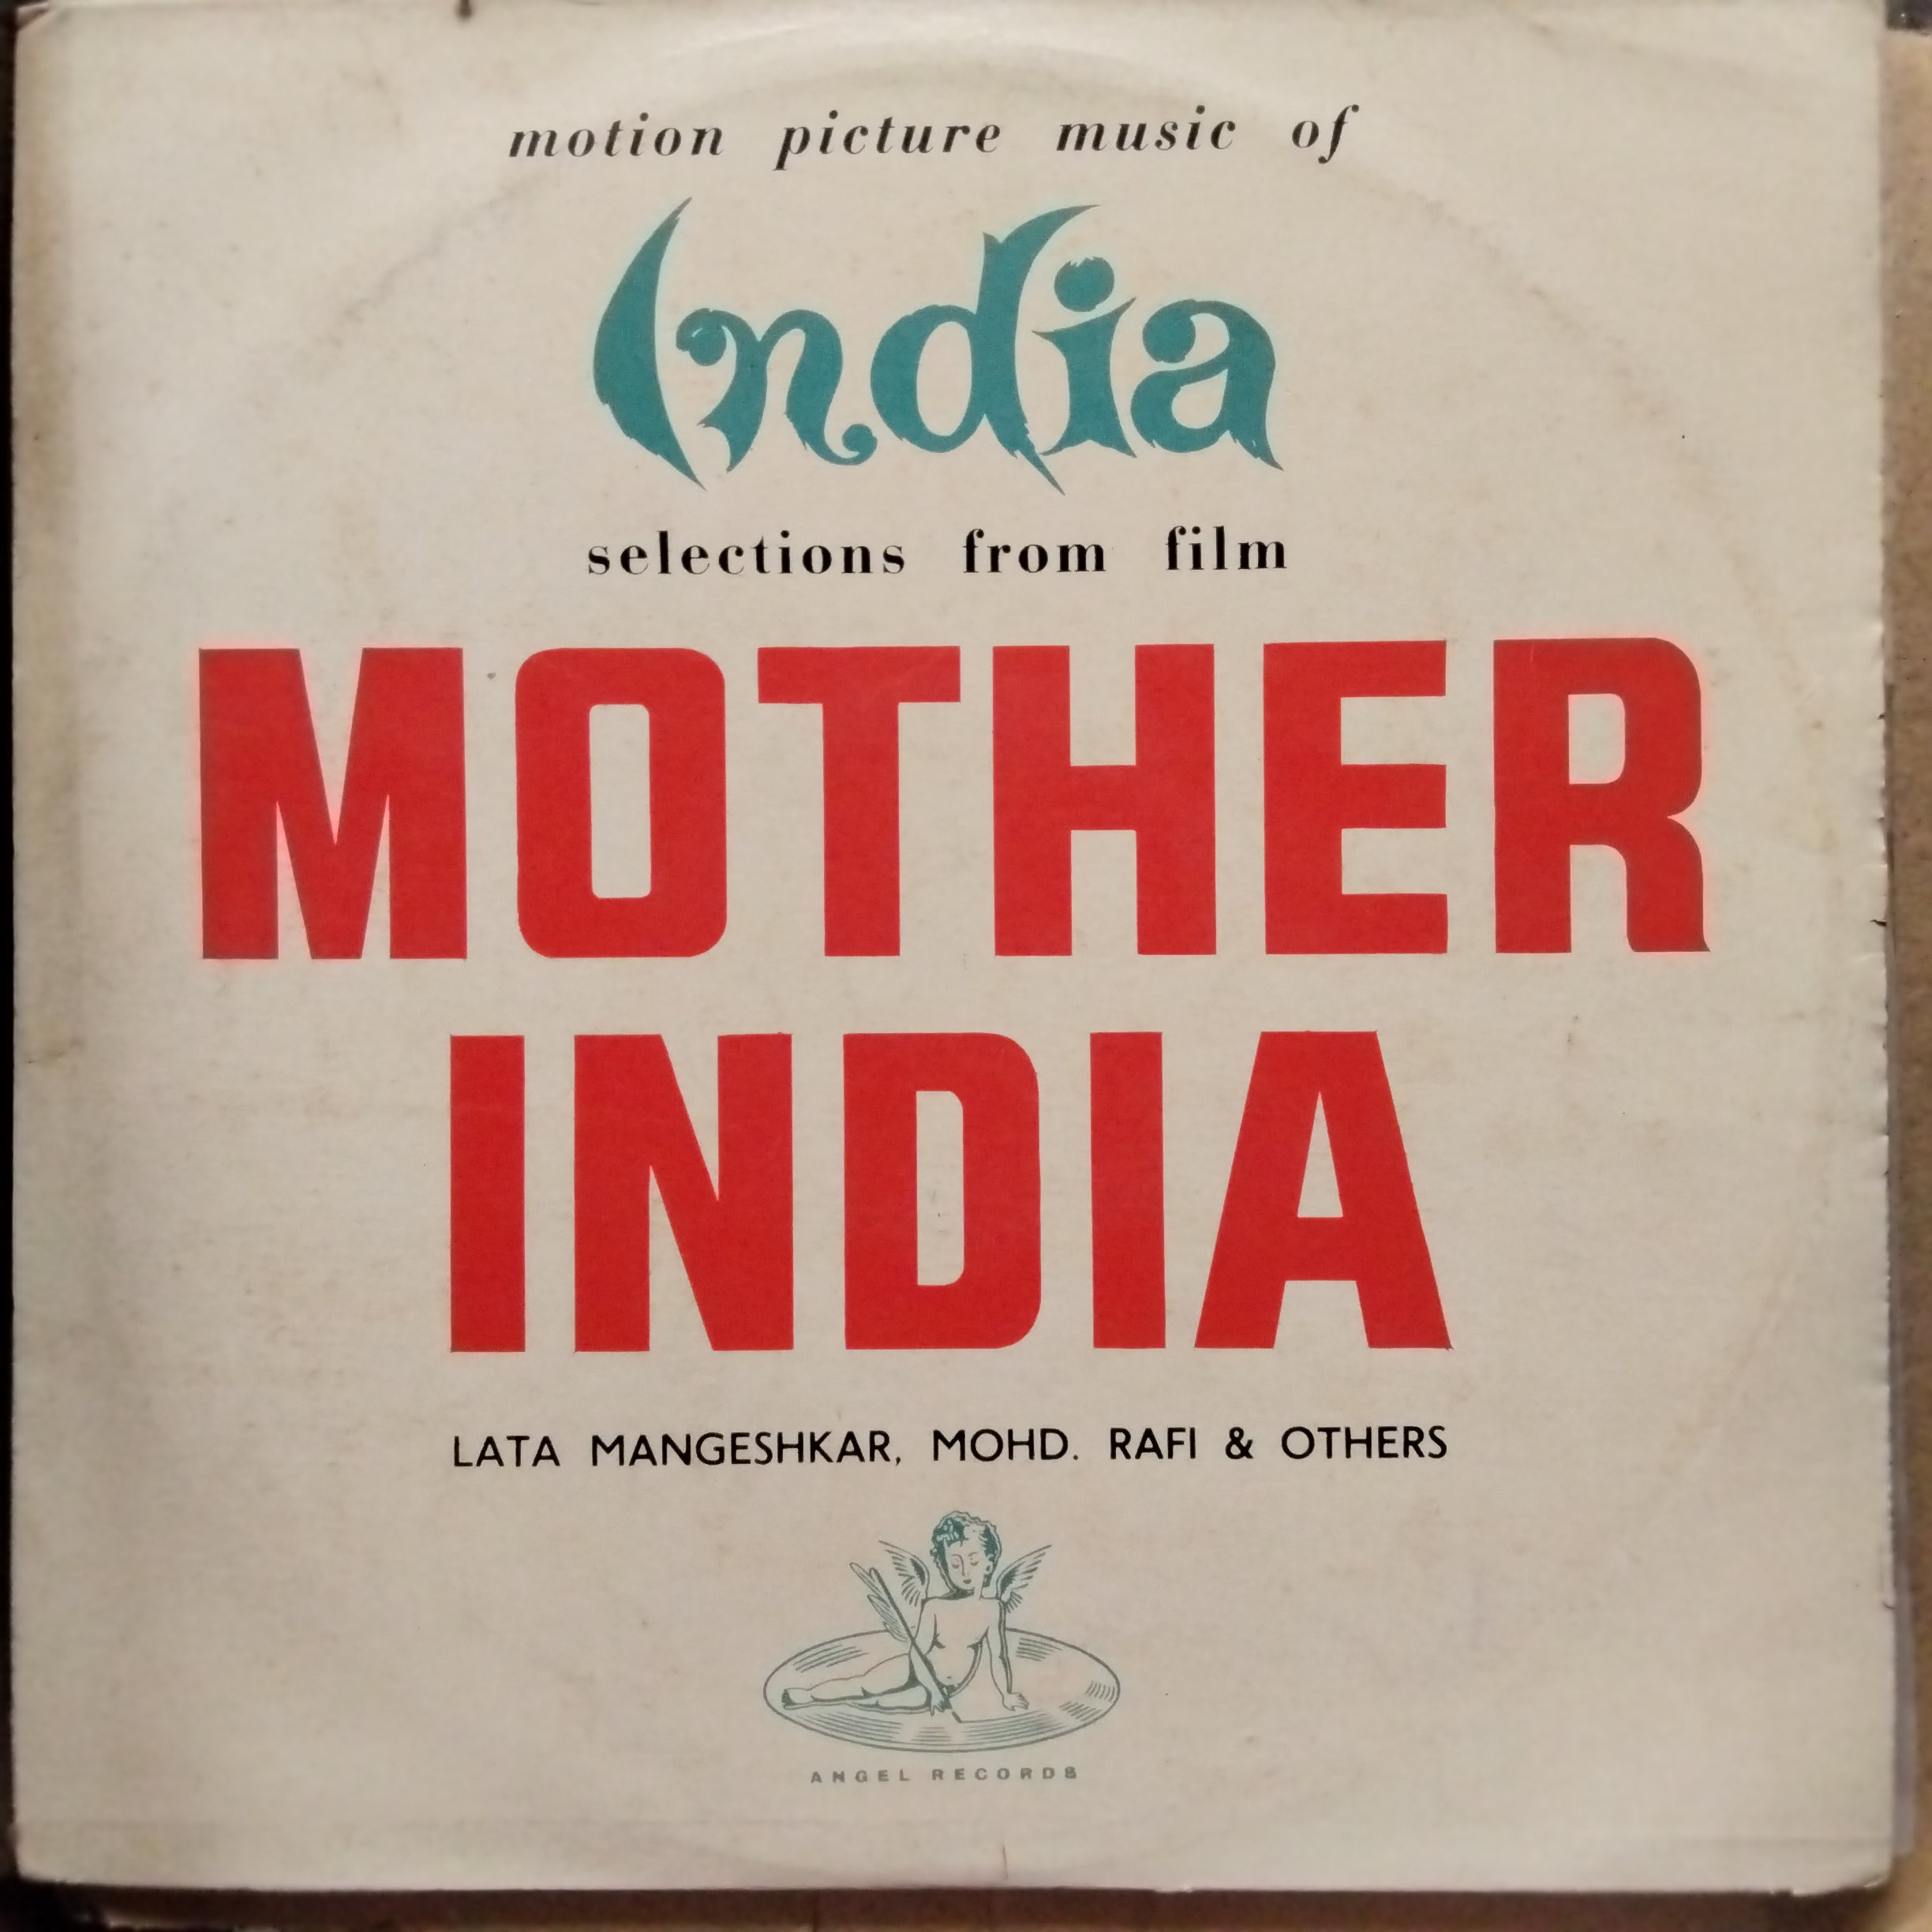 motion picture music of
India
selections from film
MOTHER
INDIA
LATA MANGESHKAR, MOHD. RAFI & OTHERS
ANGEL RECORDS